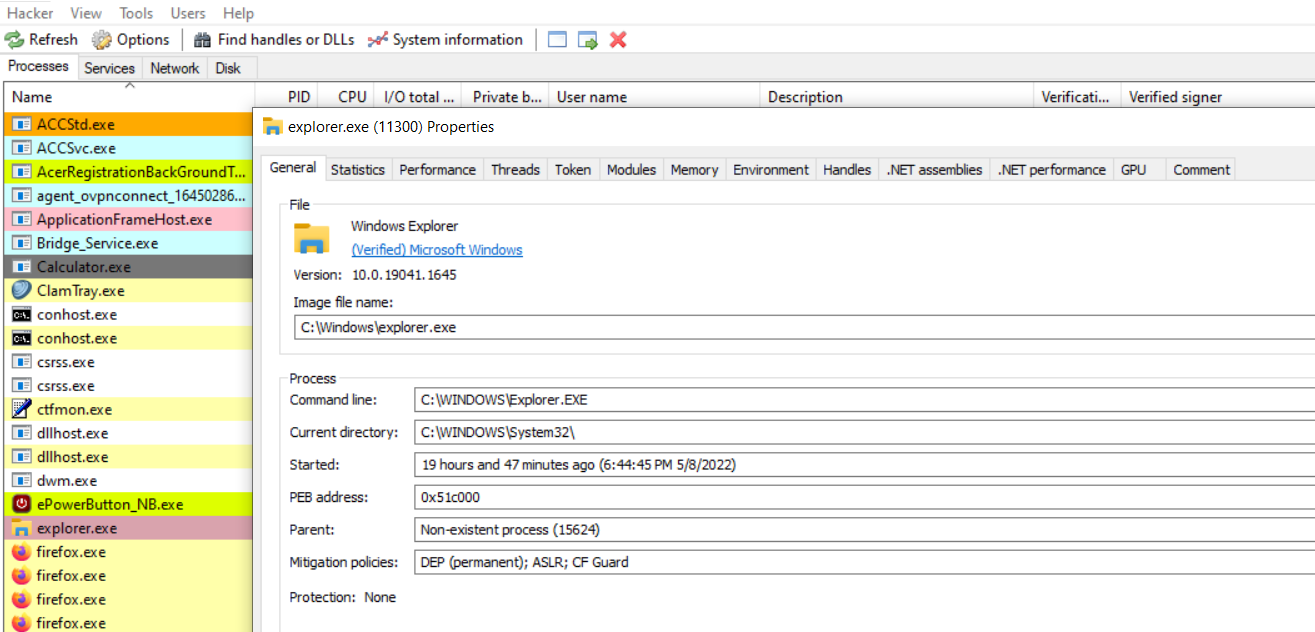 Hacker View Tools Users Help
Refresh Options Find handles or DLLs System information
Processes Services Network Disk
Name PID CPU I/O total ... Private b... User name Description Verificati... Verified signer
explorer.exe (11300) Properties
General Statistics Performance Threads Token Modules Memory Environment Handles .NET assemblies .NET performance GPU Comment
ACCStd.exe
ACCSvc.exe
AcerRegistrationBackGroundT...
agent_ovpnconnect_16450286...
ApplicationFrameHost.exe
Bridge_Service.exe
Calculator.exe
ClamTray.exe
conhost.exe
conhost.exe
csrss.exe
csrss.exe
ctfmon.exe
dllhost.exe
dllhost.exe
dwm.exe
ePowerButton_NB.exe
explorer.exe
firefox.exe
firefox.exe
firefox.exe
firefox.exe
File
Windows Explorer
(Verified) Microsoft Windows
Version: 10.0.19041.1645
Image file name:
C:\Windows\explorer.exe
Process
Command line: C:\WINDOWS\Explorer.EXE
Current directory: C:\WINDOWS\System32\
Started: 19 hours and 47 minutes ago (6:44:45 PM 5/8/2022)
PEB address: 0x51c000
Parent: Non-existent process (15624)
Mitigation policies: DEP (permanent); ASLR; CF Guard
Protection: None